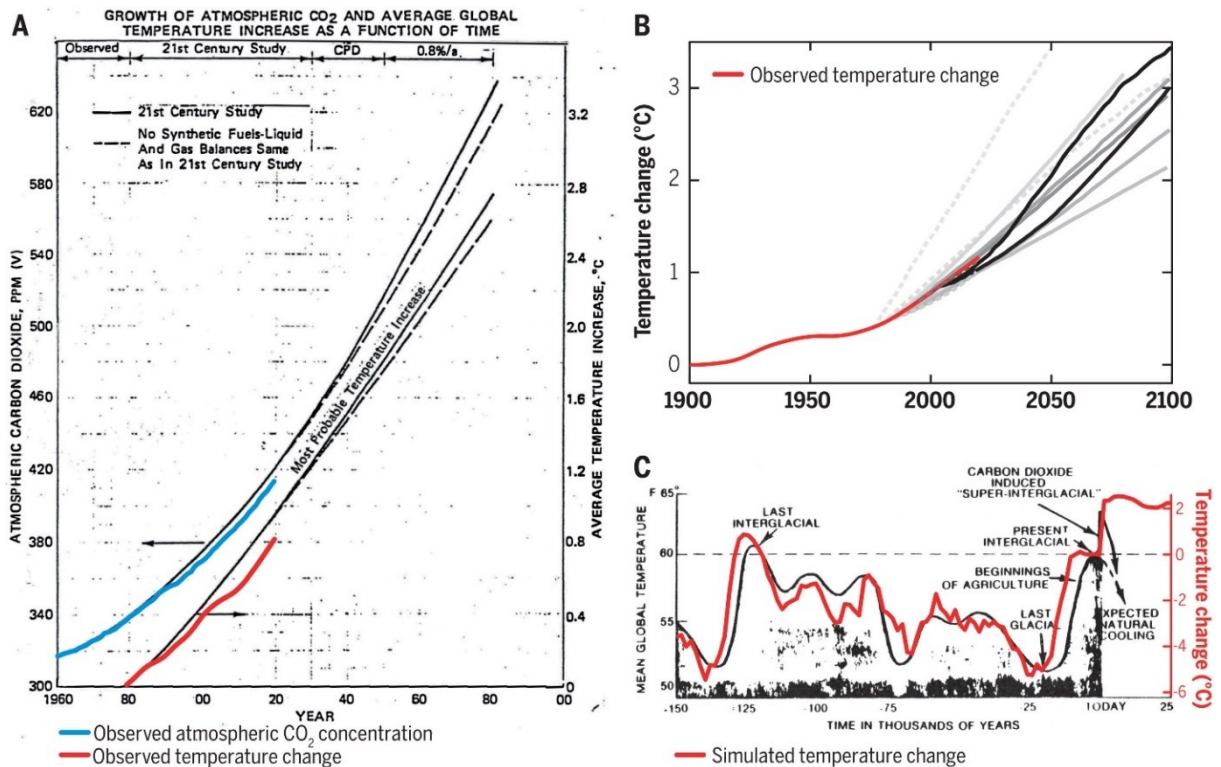 A
GROWTH OF ATMOSPHERIC CO₂ AND AVERAGE GLOBAL
TEMPERATURE INCREASE AS A FUNCTION OF TIME
Observed
21st Century Study
CPD
0.8%/a
21st Century Study
No Synthetic Fuels-Liquid
And Gas Balances Same
As In 21st Century Study
ATMOSPHERIC CARBON DIOXIDE, PPM (V)
620
580
540
500
460
420
380
340
300
Most Probable Temperature Increase
AVERAGE TEMPERATURE INCREASE, -°C
3.2
2.8
2.4
2.0
1.6
1.2
0.8
0.4
0
1960
80
00
20
40
60
80
00
YEAR
Observed atmospheric CO₂ concentration
Observed temperature change
B
Observed temperature change
Temperature change (°C)
3
2
1
0
1900
1950
2000
2050
2100
C
MEAN GLOBAL TEMPERATURE
F 65°
60
55
50
LAST
INTERGLACIAL
CARBON DIOXIDE
INDUCED
"SUPER-INTERGLACIAL"
PRESENT
INTERGLACIAL
BEGINNINGS
OF AGRICULTURE
LAST
GLACIAL
EXPECTED
NATURAL
COOLING
Temperature change (°C)
2
0
-2
-4
-6
-150
-125
-100
-75
-25
TODAY
25
TIME IN THOUSANDS OF YEARS
Simulated temperature change